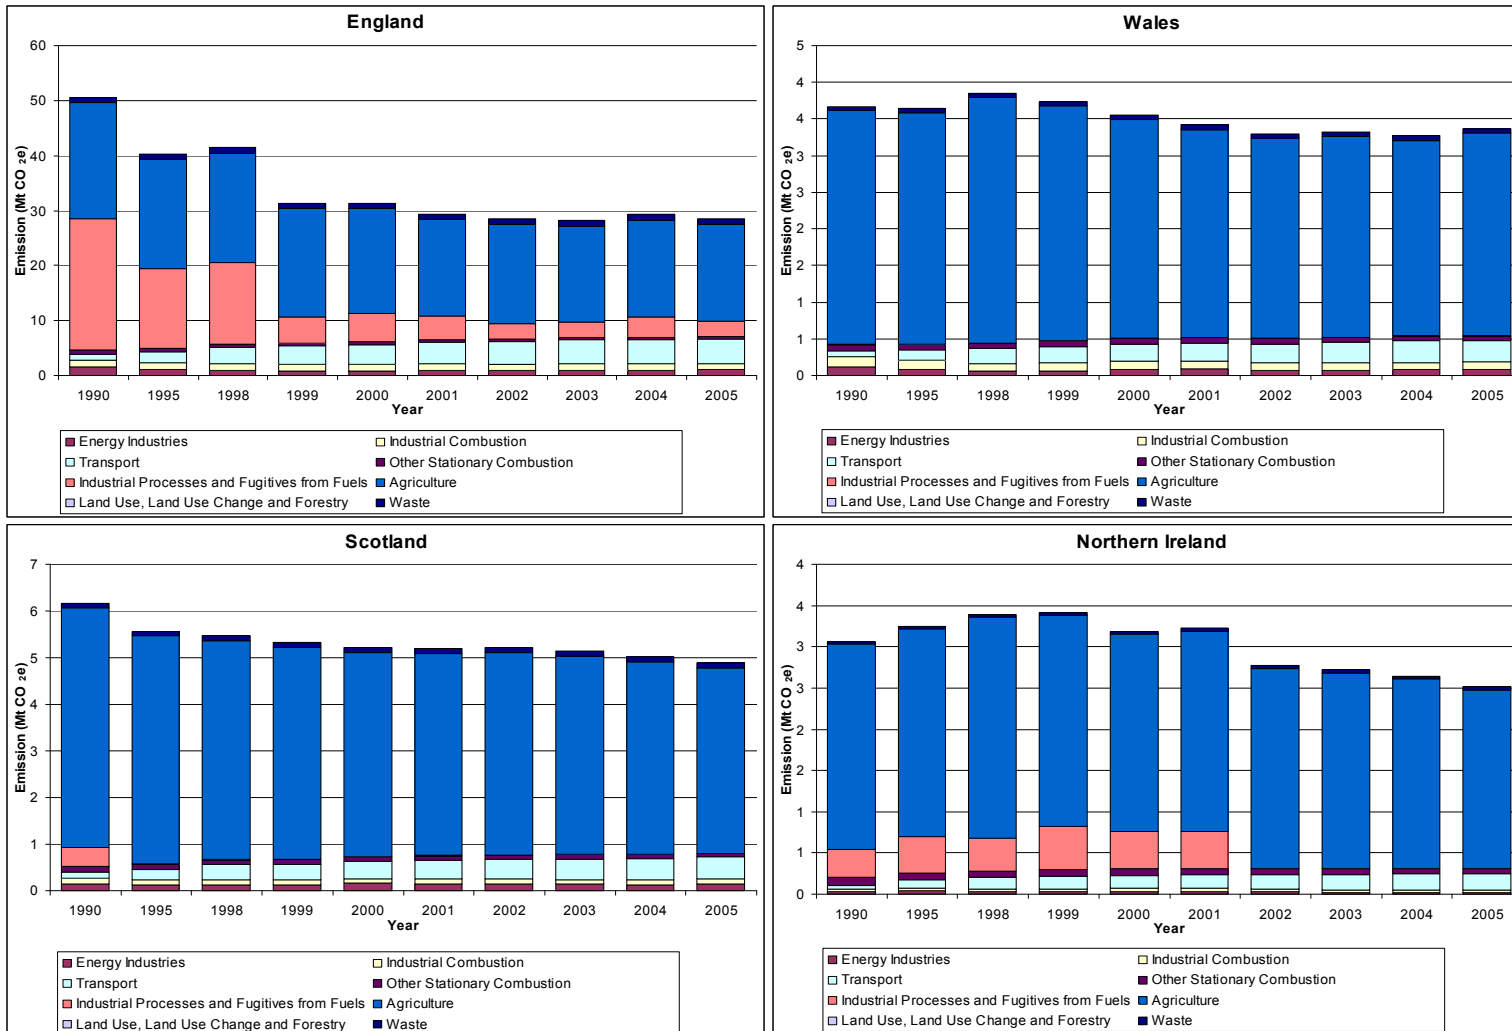 England
Emission (Mt CO 2e)
60
50
40
30
20
10
0
1990 1995 1998 1999 2000 2001 2002 2003 2004 2005
Year
Energy Industries Industrial Combustion
Transport Other Stationary Combustion
Industrial Processes and Fugitives from Fuels Agriculture
Land Use, Land Use Change and Forestry Waste
Wales
Emission (Mt CO 2e)
5
4
4
3
3
2
2
1
1
0
1990 1995 1998 1999 2000 2001 2002 2003 2004 2005
Year
Energy Industries Industrial Combustion
Transport Other Stationary Combustion
Industrial Processes and Fugitives from Fuels Agriculture
Land Use, Land Use Change and Forestry Waste
Scotland
Emission (Mt CO 2e)
7
6
5
4
3
2
1
0
1990 1995 1998 1999 2000 2001 2002 2003 2004 2005
Year
Energy Industries Industrial Combustion
Transport Other Stationary Combustion
Industrial Processes and Fugitives from Fuels Agriculture
Land Use, Land Use Change and Forestry Waste
Northern Ireland
Emission (Mt CO 2e)
4
4
3
3
2
2
1
1
0
1990 1995 1998 1999 2000 2001 2002 2003 2004 2005
Year
Energy Industries Industrial Combustion
Transport Other Stationary Combustion
Industrial Processes and Fugitives from Fuels Agriculture
Land Use, Land Use Change and Forestry Waste